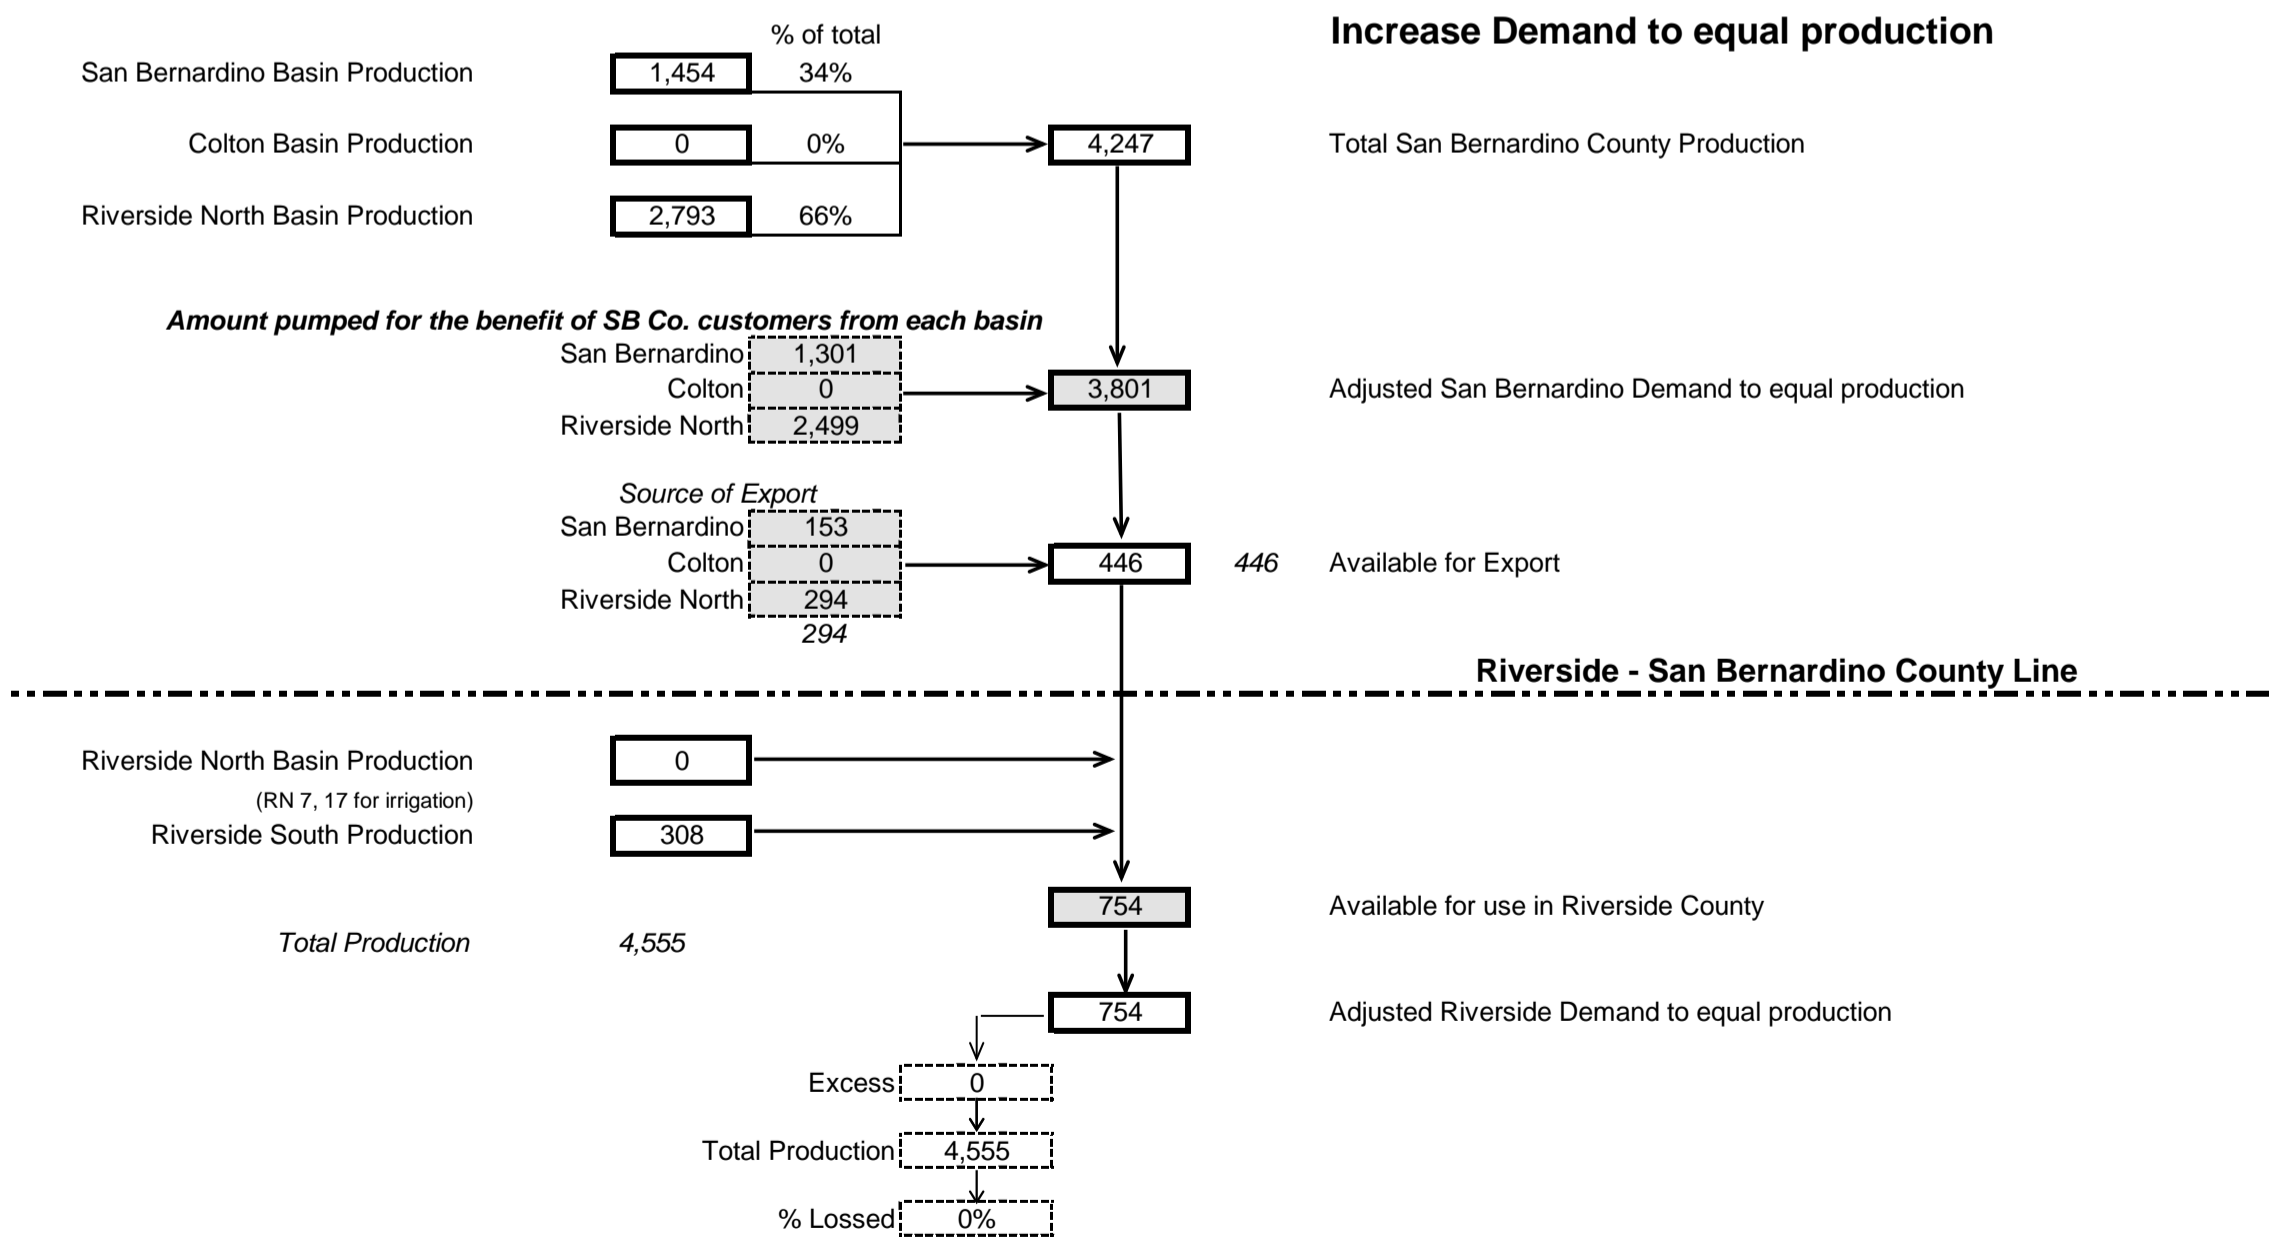 Increase Demand to equal production
% of total
San Bernardino Basin Production 1,454 34%
Colton Basin Production 0 0% 4,247 Total San Bernardino County Production
Riverside North Basin Production 2,793 66%
Amount pumped for the benefit of SB Co. customers from each basin
San Bernardino 1,301
Colton 0 3,801 Adjusted San Bernardino Demand to equal production
Riverside North 2,499
Source of Export
San Bernardino 153
Colton 0 446 446 Available for Export
Riverside North 294
294
Riverside - San Bernardino County Line
Riverside North Basin Production 0
(RN 7, 17 for irrigation)
Riverside South Production 308
754 Available for use in Riverside County
Total Production 4,555
754 Adjusted Riverside Demand to equal production
Excess 0
Total Production 4,555
% Lossed 0%